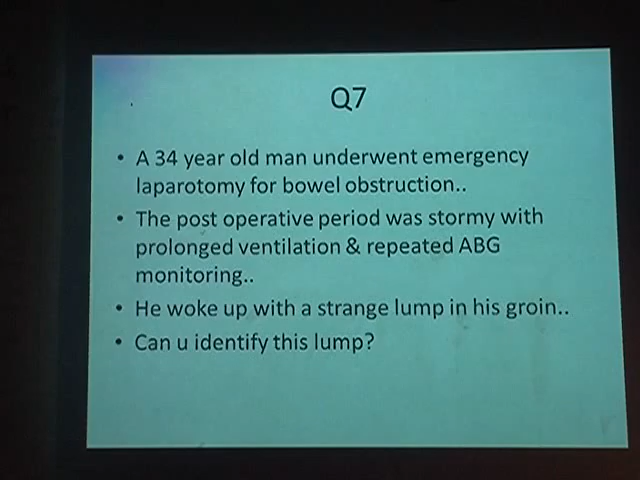 Q7
• A 34 year old man underwent emergency
laparotomy for bowel obstruction..
• The post operative period was stormy with
prolonged ventilation & repeated ABG
monitoring..
• He woke up with a strange lump in his groin..
• Can u identify this lump?